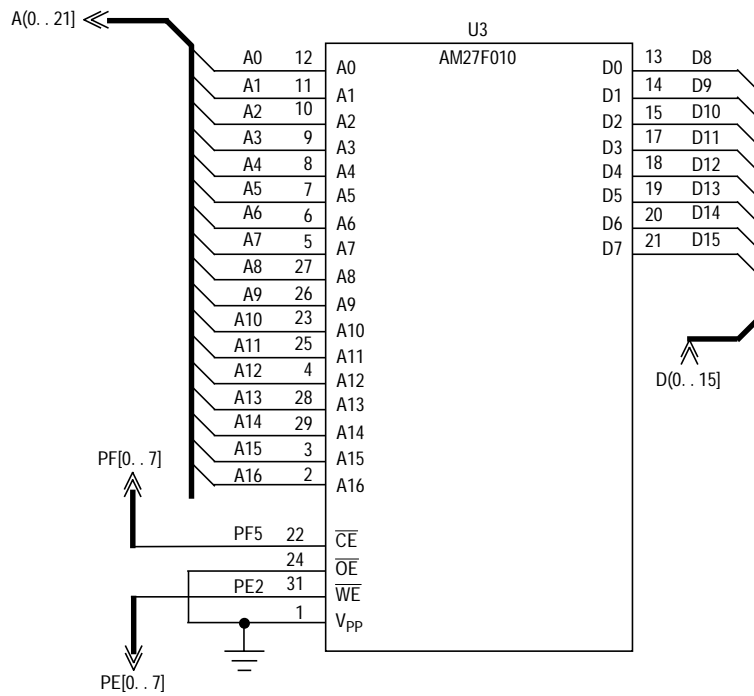 A(0. . 21]
U3
AM27F010
A0 12 A0 D0 13 D8
A1 11 A1 D1 14 D9
A2 10 A2 D2 15 D10
A3 9 A3 D3 17 D11
A4 8 A4 D4 18 D12
A5 7 A5 D5 19 D13
A6 6 A6 D6 20 D14
A7 5 A7 D7 21 D15
A8 27 A8
A9 26 A9
A10 23 A10
A11 25 A11
A12 4 A12
D(0. . 15]
A13 28 A13
A14 29 A14
A15 3 A15
PF[0. . 7]
A16 2 A16
PF5 22 CE
24 OE
PE2 31 WE
1 VPP
PE[0. . 7]